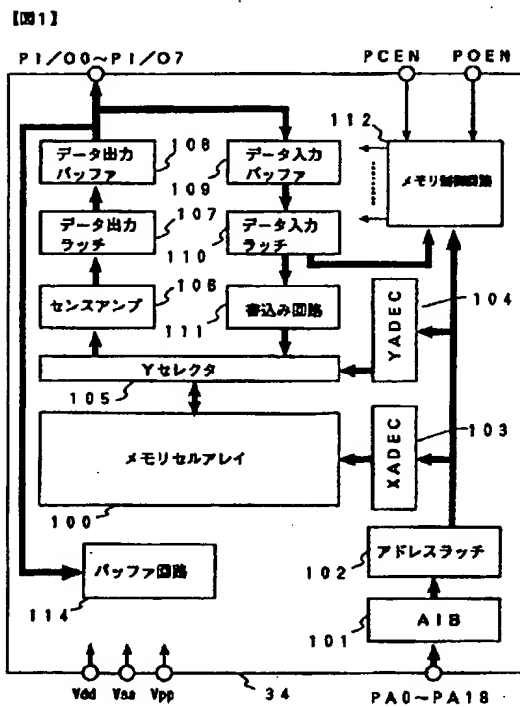 【図1】
PI/O0~PI/O7
PCEN
POEN
112
データ出力
バッファ
108
データ入力
バッファ
109
メモリ制御回路
データ出力
ラッチ
107
データ入力
ラッチ
110
センスアンプ
106
書込み回路
111
YADEC
104
Yセレクタ
105
メモリセルアレイ
100
XADEC
103
バッファ回路
114
アドレスラッチ
102
AIB
101
Vdd
Vss
Vpp
34
PA0~PA18